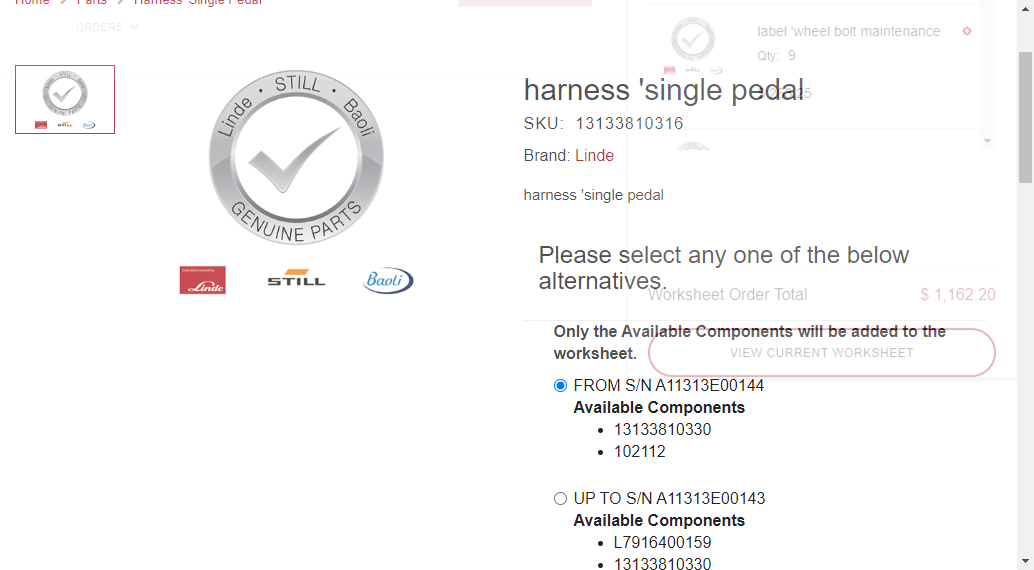 Home > Parts > Harness 'Single Pedal
ORDERS
label 'wheel bolt maintenance
Qty: 9
Linde · STILL · Baoli
GENUINE PARTS
harness 'single pedal
SKU: 13133810316
Brand: Linde
harness 'single pedal
Linde
STILL
Baoli
Please select any one of the below
alternatives.
Worksheet Order Total $ 1,162.20
Only the Available Components will be added to the
worksheet.
VIEW CURRENT WORKSHEET
FROM S/N A11313E00144
Available Components
13133810330
102112
UP TO S/N A11313E00143
Available Components
L7916400159
13133810330